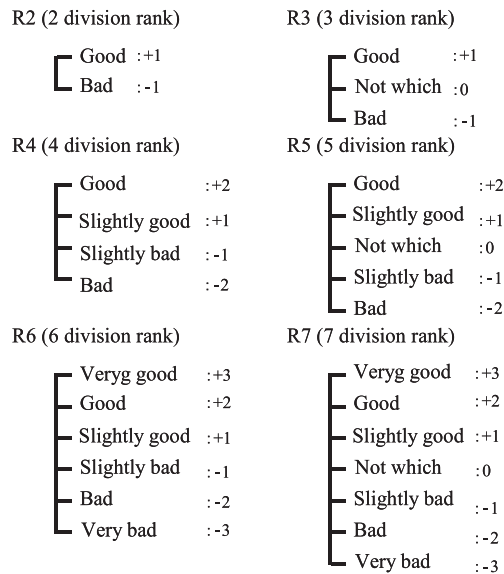 R2 (2 division rank)
Good :+1
Bad :-1
R3 (3 division rank)
Good :+1
Not which :0
Bad :-1
R4 (4 division rank)
Good :+2
Slightly good :+1
Slightly bad :-1
Bad :-2
R5 (5 division rank)
Good :+2
Slightly good :+1
Not which :0
Slightly bad :-1
Bad :-2
R6 (6 division rank)
Veryg good :+3
Good :+2
Slightly good :+1
Slightly bad :-1
Bad :-2
Very bad :-3
R7 (7 division rank)
Veryg good :+3
Good :+2
Slightly good :+1
Not which :0
Slightly bad :-1
Bad :-2
Very bad :-3